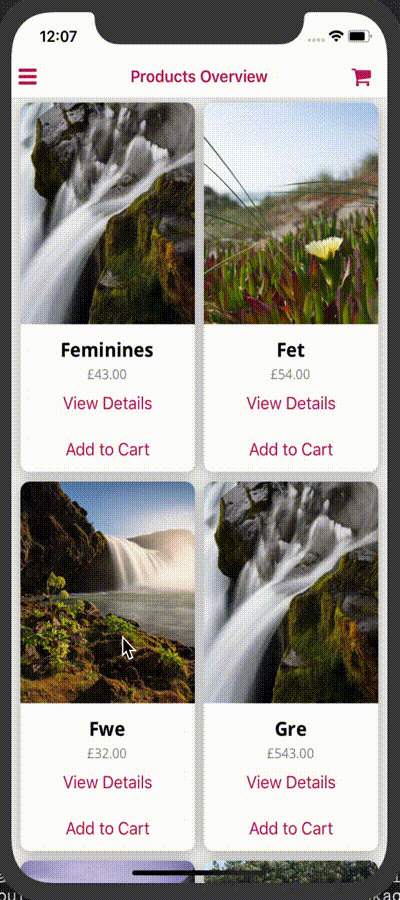 12:07
Products Overview
Feminines
£43.00
View Details
Add to Cart
Fet
£54.00
View Details
Add to Cart
Fwe
£32.00
View Details
Add to Cart
Gre
£543.00
View Details
Add to Cart